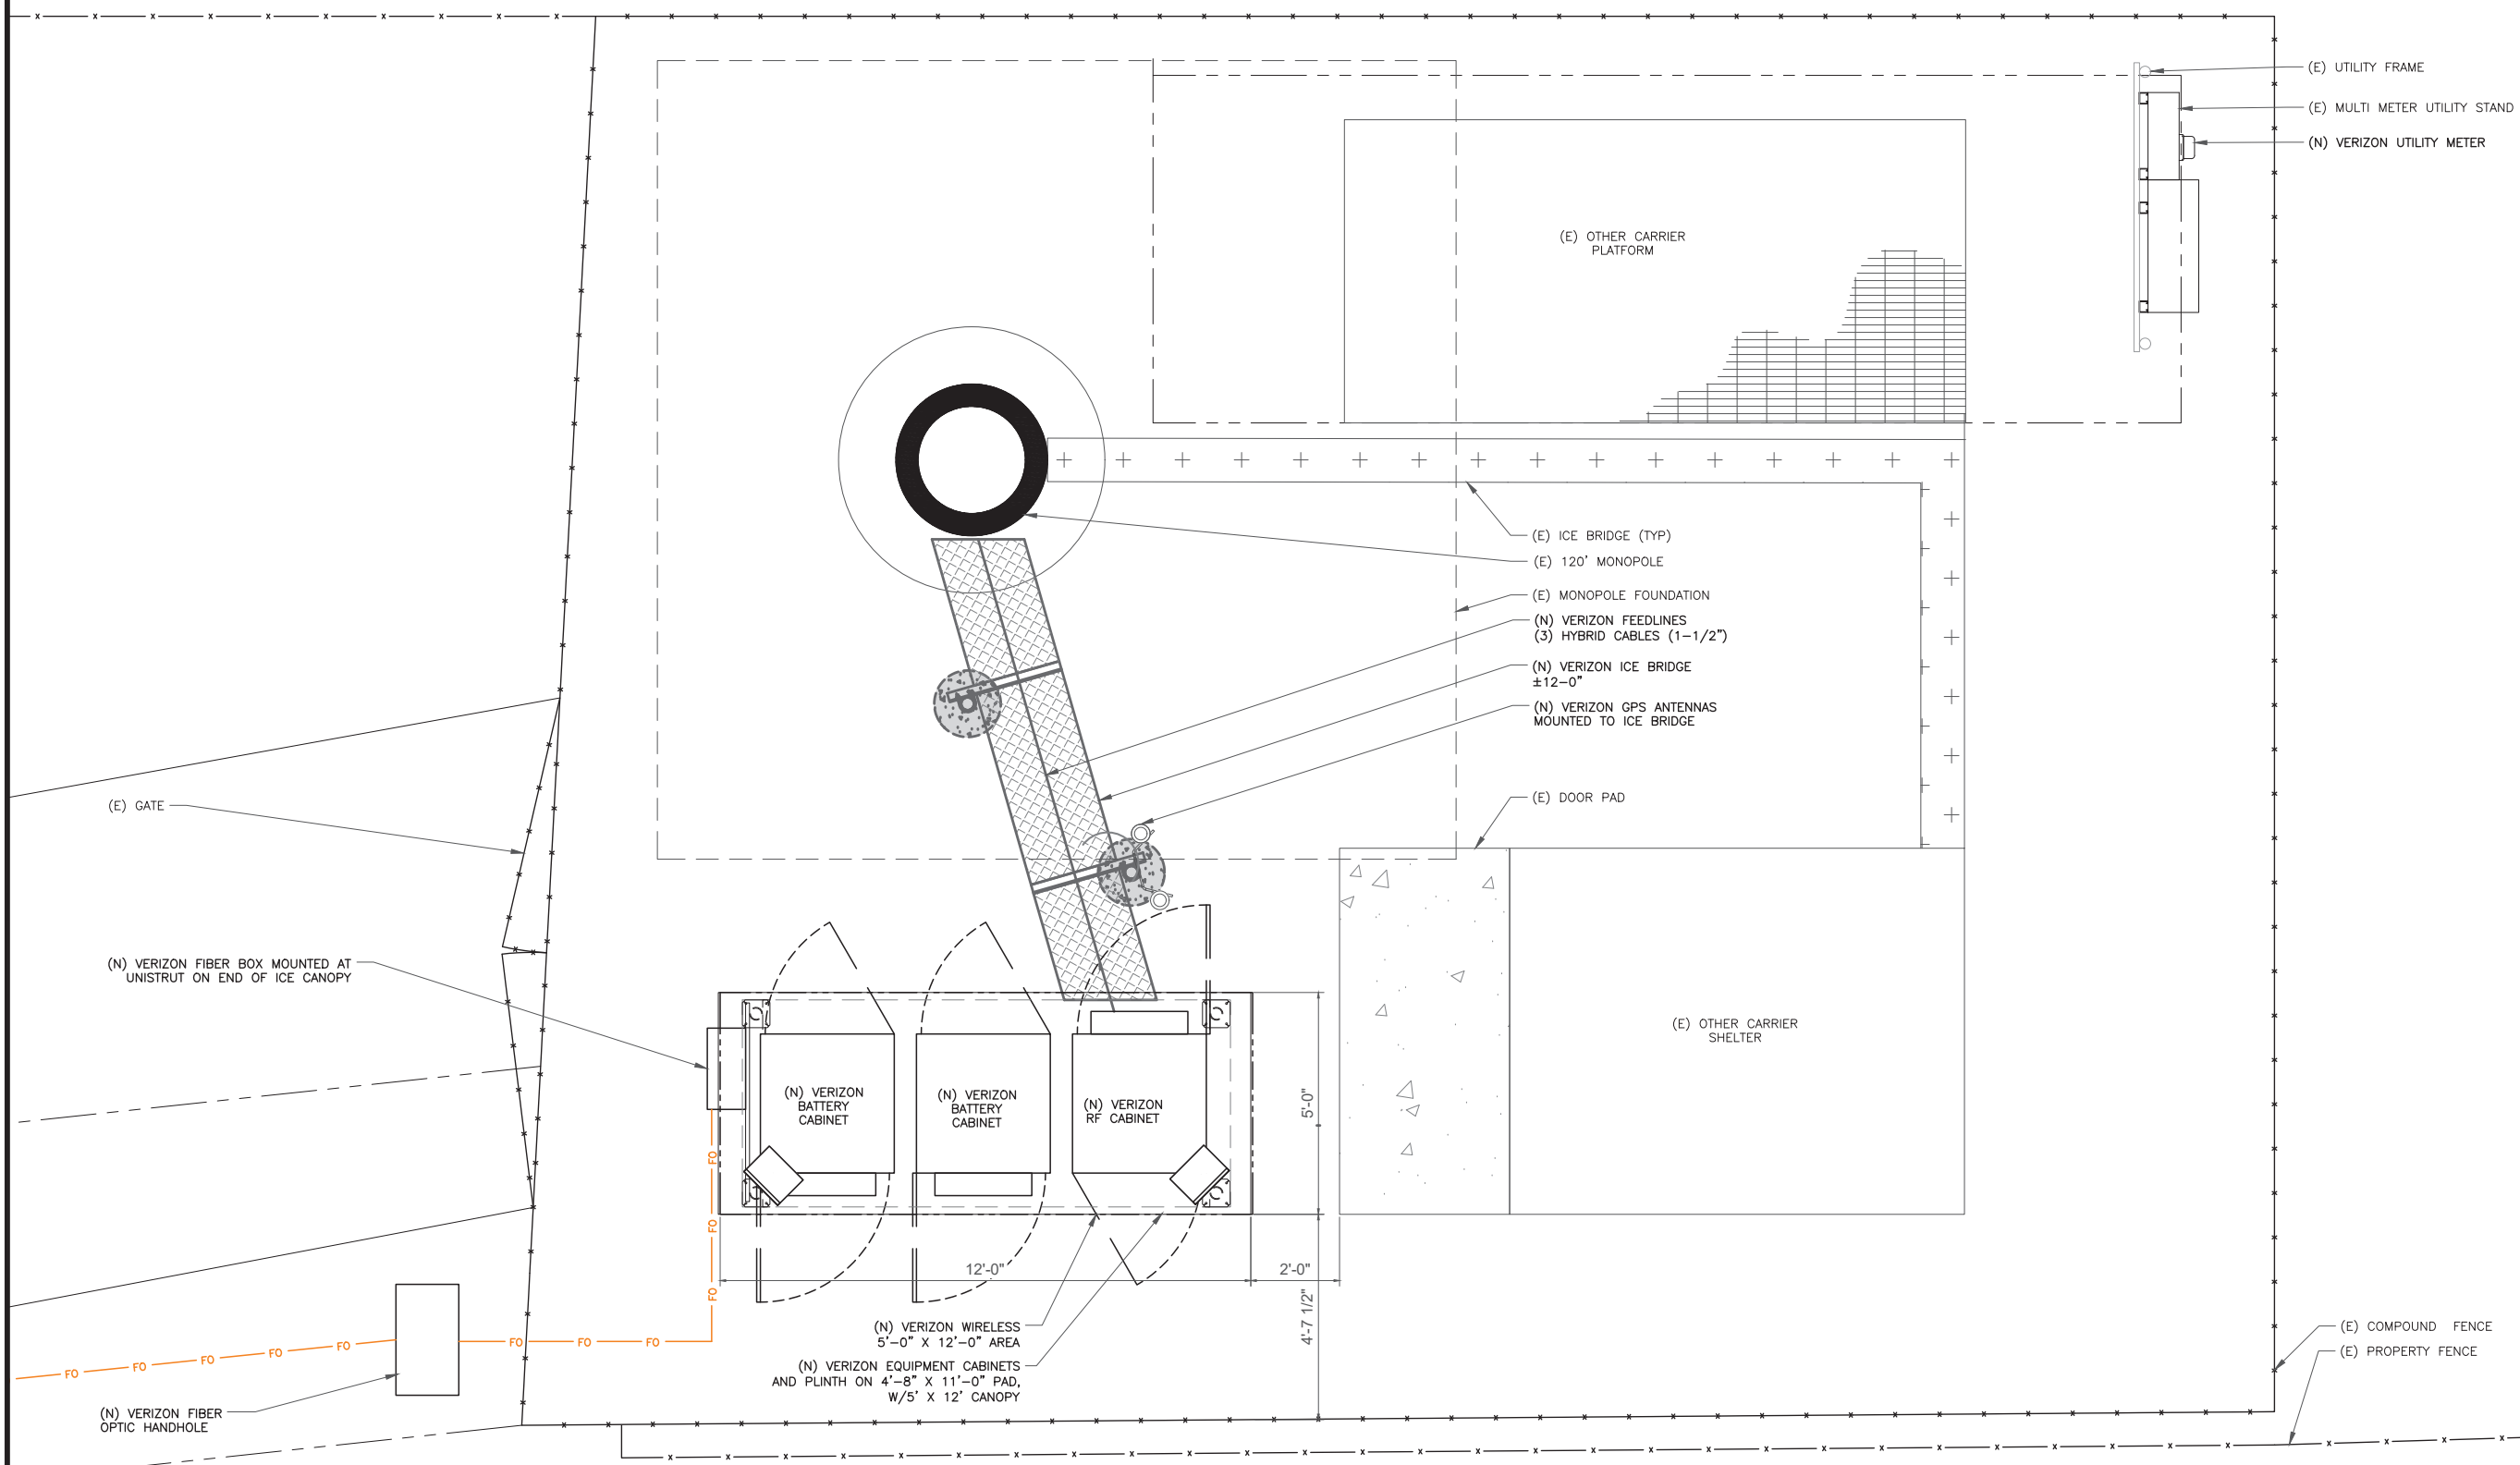 (E) UTILITY FRAME
(E) MULTI METER UTILITY STAND
(N) VERIZON UTILITY METER
(E) OTHER CARRIER
PLATFORM
(E) ICE BRIDGE (TYP)
(E) 120' MONOPOLE
(E) MONOPOLE FOUNDATION
(N) VERIZON FEEDLINES
(3) HYBRID CABLES (1-1/2")
(N) VERIZON ICE BRIDGE
±12-0"
(N) VERIZON GPS ANTENNAS
MOUNTED TO ICE BRIDGE
(E) DOOR PAD
(E) GATE
(N) VERIZON FIBER BOX MOUNTED AT
UNISTRUT ON END OF ICE CANOPY
(N) VERIZON
BATTERY
CABINET
(N) VERIZON
BATTERY
CABINET
(N) VERIZON
RF CABINET
5'-0"
(E) OTHER CARRIER
SHELTER
12'-0"
2'-0"
4'-7 1/2"
FO
FO
FO
FO
FO
FO
FO
FO
FO
FO
FO
(N) VERIZON WIRELESS
5'-0" X 12'-0" AREA
(N) VERIZON EQUIPMENT CABINETS
AND PLINTH ON 4'-8" X 11'-0" PAD,
W/5' X 12' CANOPY
(N) VERIZON FIBER
OPTIC HANDHOLE
(E) COMPOUND FENCE
(E) PROPERTY FENCE